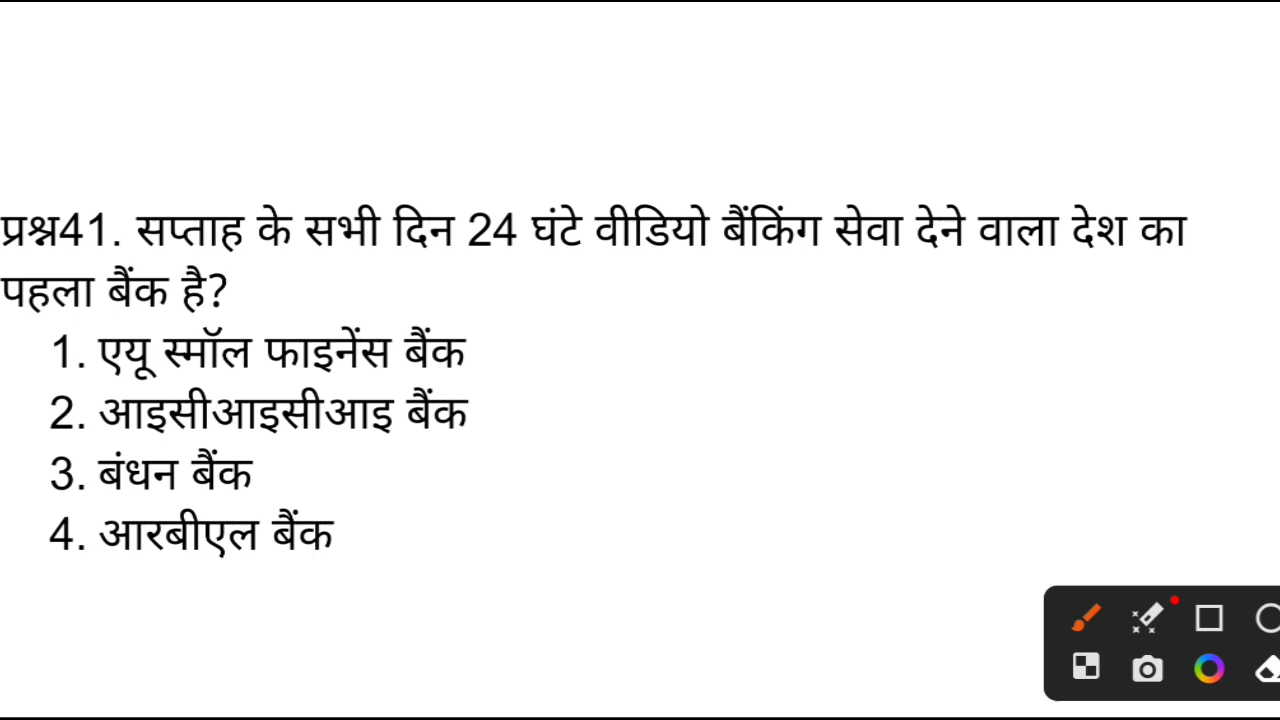 प्रश्न41. सप्ताह के सभी दिन 24 घंटे वीडियो बैंकिंग सेवा देने वाला देश का
पहला बैंक है?
1. एयू स्मॉल फाइनेंस बैंक
2. आइसीआइसीआइ बैंक
3. बंधन बैंक
4. आरबीएल बैंक